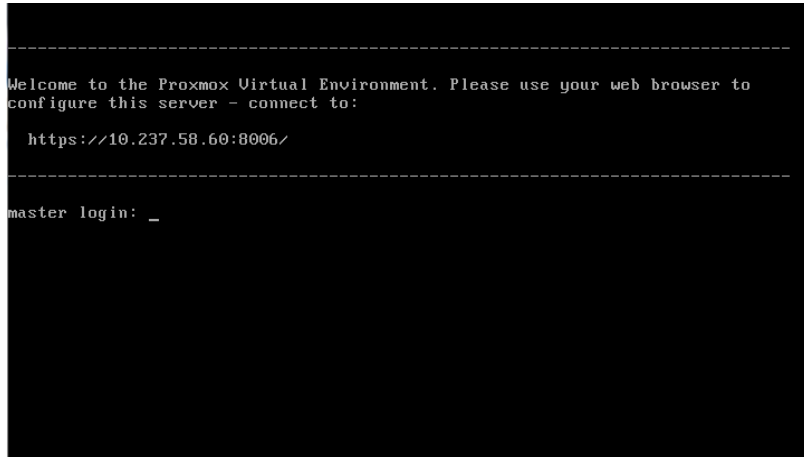 --------------------------------------------------------------------------------
Welcome to the Proxmox Virtual Environment. Please use your web browser to
configure this server - connect to:
https://10.237.58.60:8006/
--------------------------------------------------------------------------------
master login: _